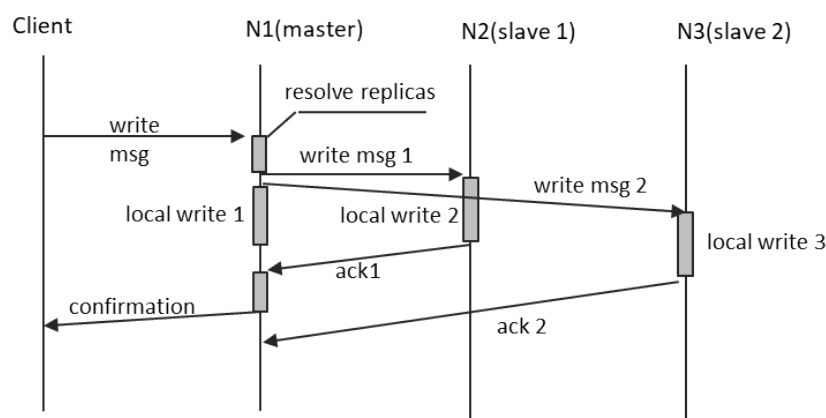 Client
N1(master)
N2(slave 1)
N3(slave 2)
resolve replicas
write
msg
write msg 1
write msg 2
local write 1
local write 2
local write 3
ack1
confirmation
ack 2